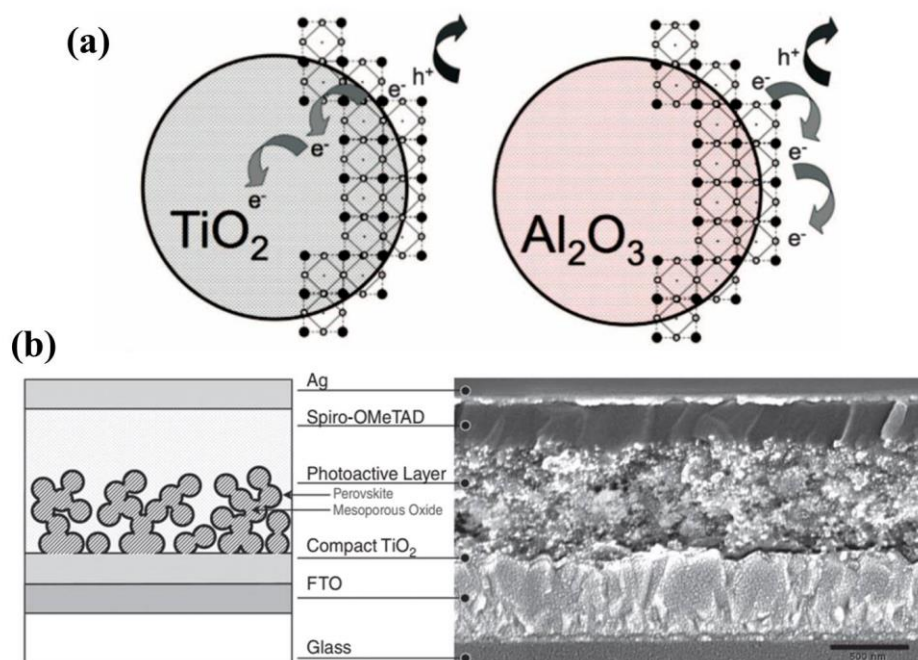 (a)
h⁺
e⁻
e⁻
e⁻
TiO₂
h⁺
e⁻
e⁻
e⁻
Al₂O₃
(b)
Ag
Spiro-OMeTAD
Photoactive Layer
Perovskite
Mesoporous Oxide
Compact TiO₂
FTO
Glass
500 nm